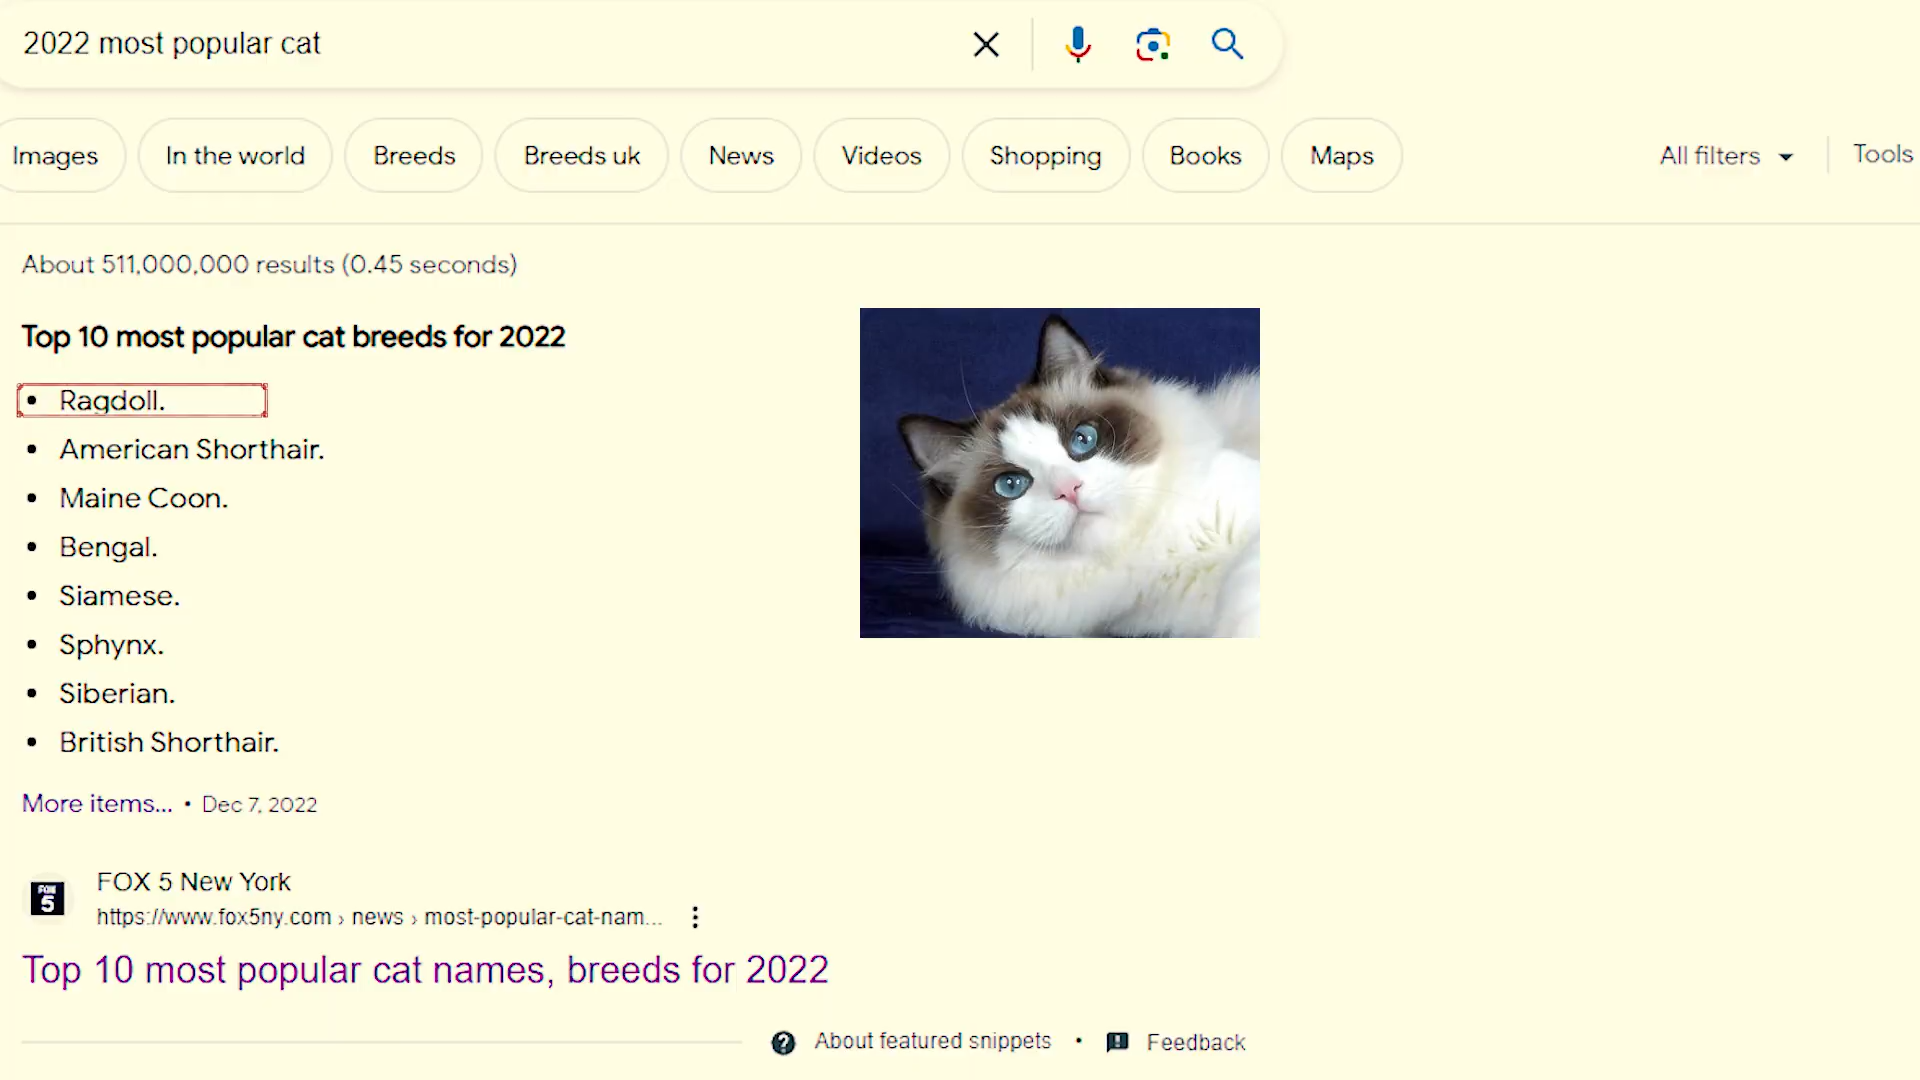 2022 most popular cat
Images In the world Breeds Breeds uk News Videos Shopping Books Maps All filters Tools
About 511,000,000 results (0.45 seconds)
Top 10 most popular cat breeds for 2022
• Ragdoll.
• American Shorthair.
• Maine Coon.
• Bengal.
• Siamese.
• Sphynx.
• Siberian.
• British Shorthair.
More items... • Dec 7, 2022
FOX 5 New York
FOX 5
https://www.fox5ny.com › news › most-popular-cat-nam...
Top 10 most popular cat names, breeds for 2022
About featured snippets • Feedback